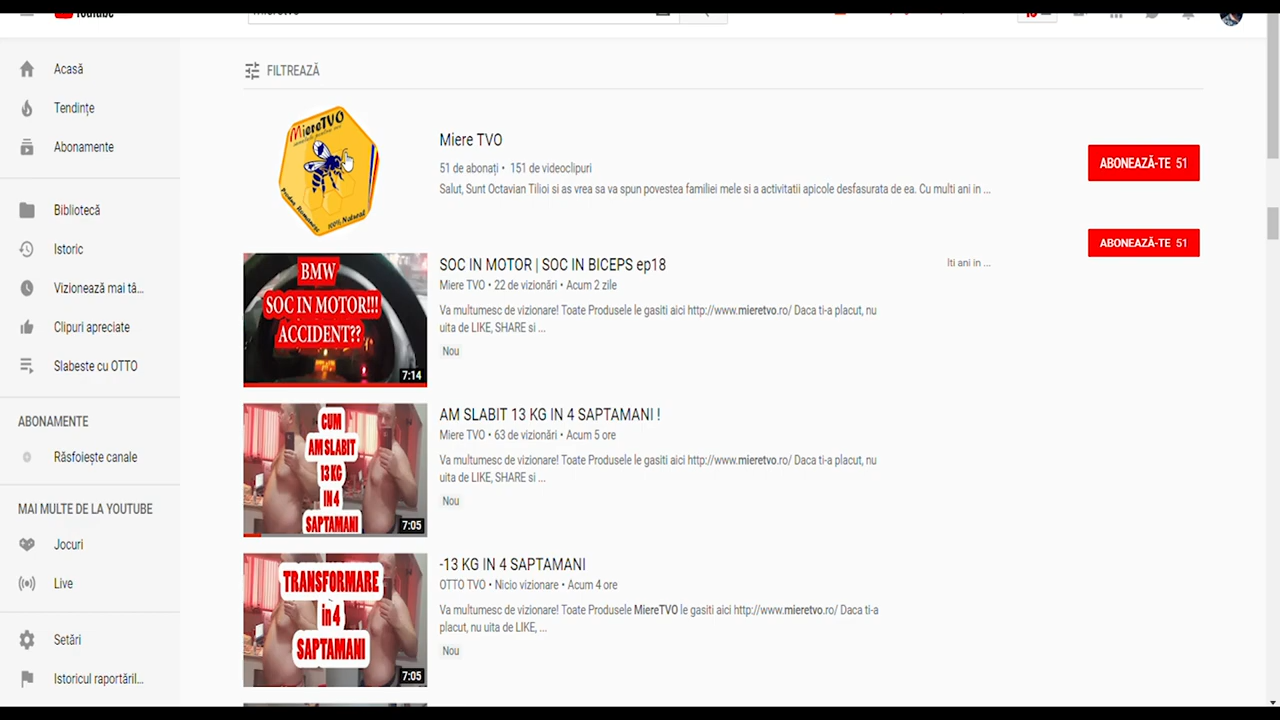 YouTube
FILTREAZĂ
Acasă
Tendințe
Abonamente
Bibliotecă
Istoric
Vizionează mai tâ...
Clipuri apreciate
Slabeste cu OTTO
ABONAMENTE
Răsfoiește canale
MAI MULTE DE LA YOUTUBE
Jocuri
Live
Setări
Istoricul raportăril...
MiereTVO
Produs Romanesc
100% Natural
Miere TVO
51 de abonați • 151 de videoclipuri
Salut, Sunt Octavian Tilioi si as vrea sa va spun povestea familiei mele si a activitatii apicole desfasurata de ea. Cu multi ani in ...
ABONEAZĂ-TE 51
ABONEAZĂ-TE 51
lti ani in ...
BMW
SOC IN MOTOR!!!
ACCIDENT??
7:14
SOC IN MOTOR | SOC IN BICEPS ep18
Miere TVO • 22 de vizionări • Acum 2 zile
Va multumesc de vizionare! Toate Produsele le gasiti aici http://www.mieretvo.ro/ Daca ti-a placut, nu
uita de LIKE, SHARE si ...
Nou
CUM
AM SLABIT
13 KG
IN 4
SAPTAMANI
7:05
AM SLABIT 13 KG IN 4 SAPTAMANI !
Miere TVO • 63 de vizionări • Acum 5 ore
Va multumesc de vizionare! Toate Produsele le gasiti aici http://www.mieretvo.ro/ Daca ti-a placut, nu
uita de LIKE, SHARE si ...
Nou
TRANSFORMARE
in 4
SAPTAMANI
7:05
-13 KG IN 4 SAPTAMANI
OTTO TVO • Nicio vizionare • Acum 4 ore
Va multumesc de vizionare! Toate Produsele MiereTVO le gasiti aici http://www.mieretvo.ro/ Daca ti-a
placut, nu uita de LIKE, ...
Nou